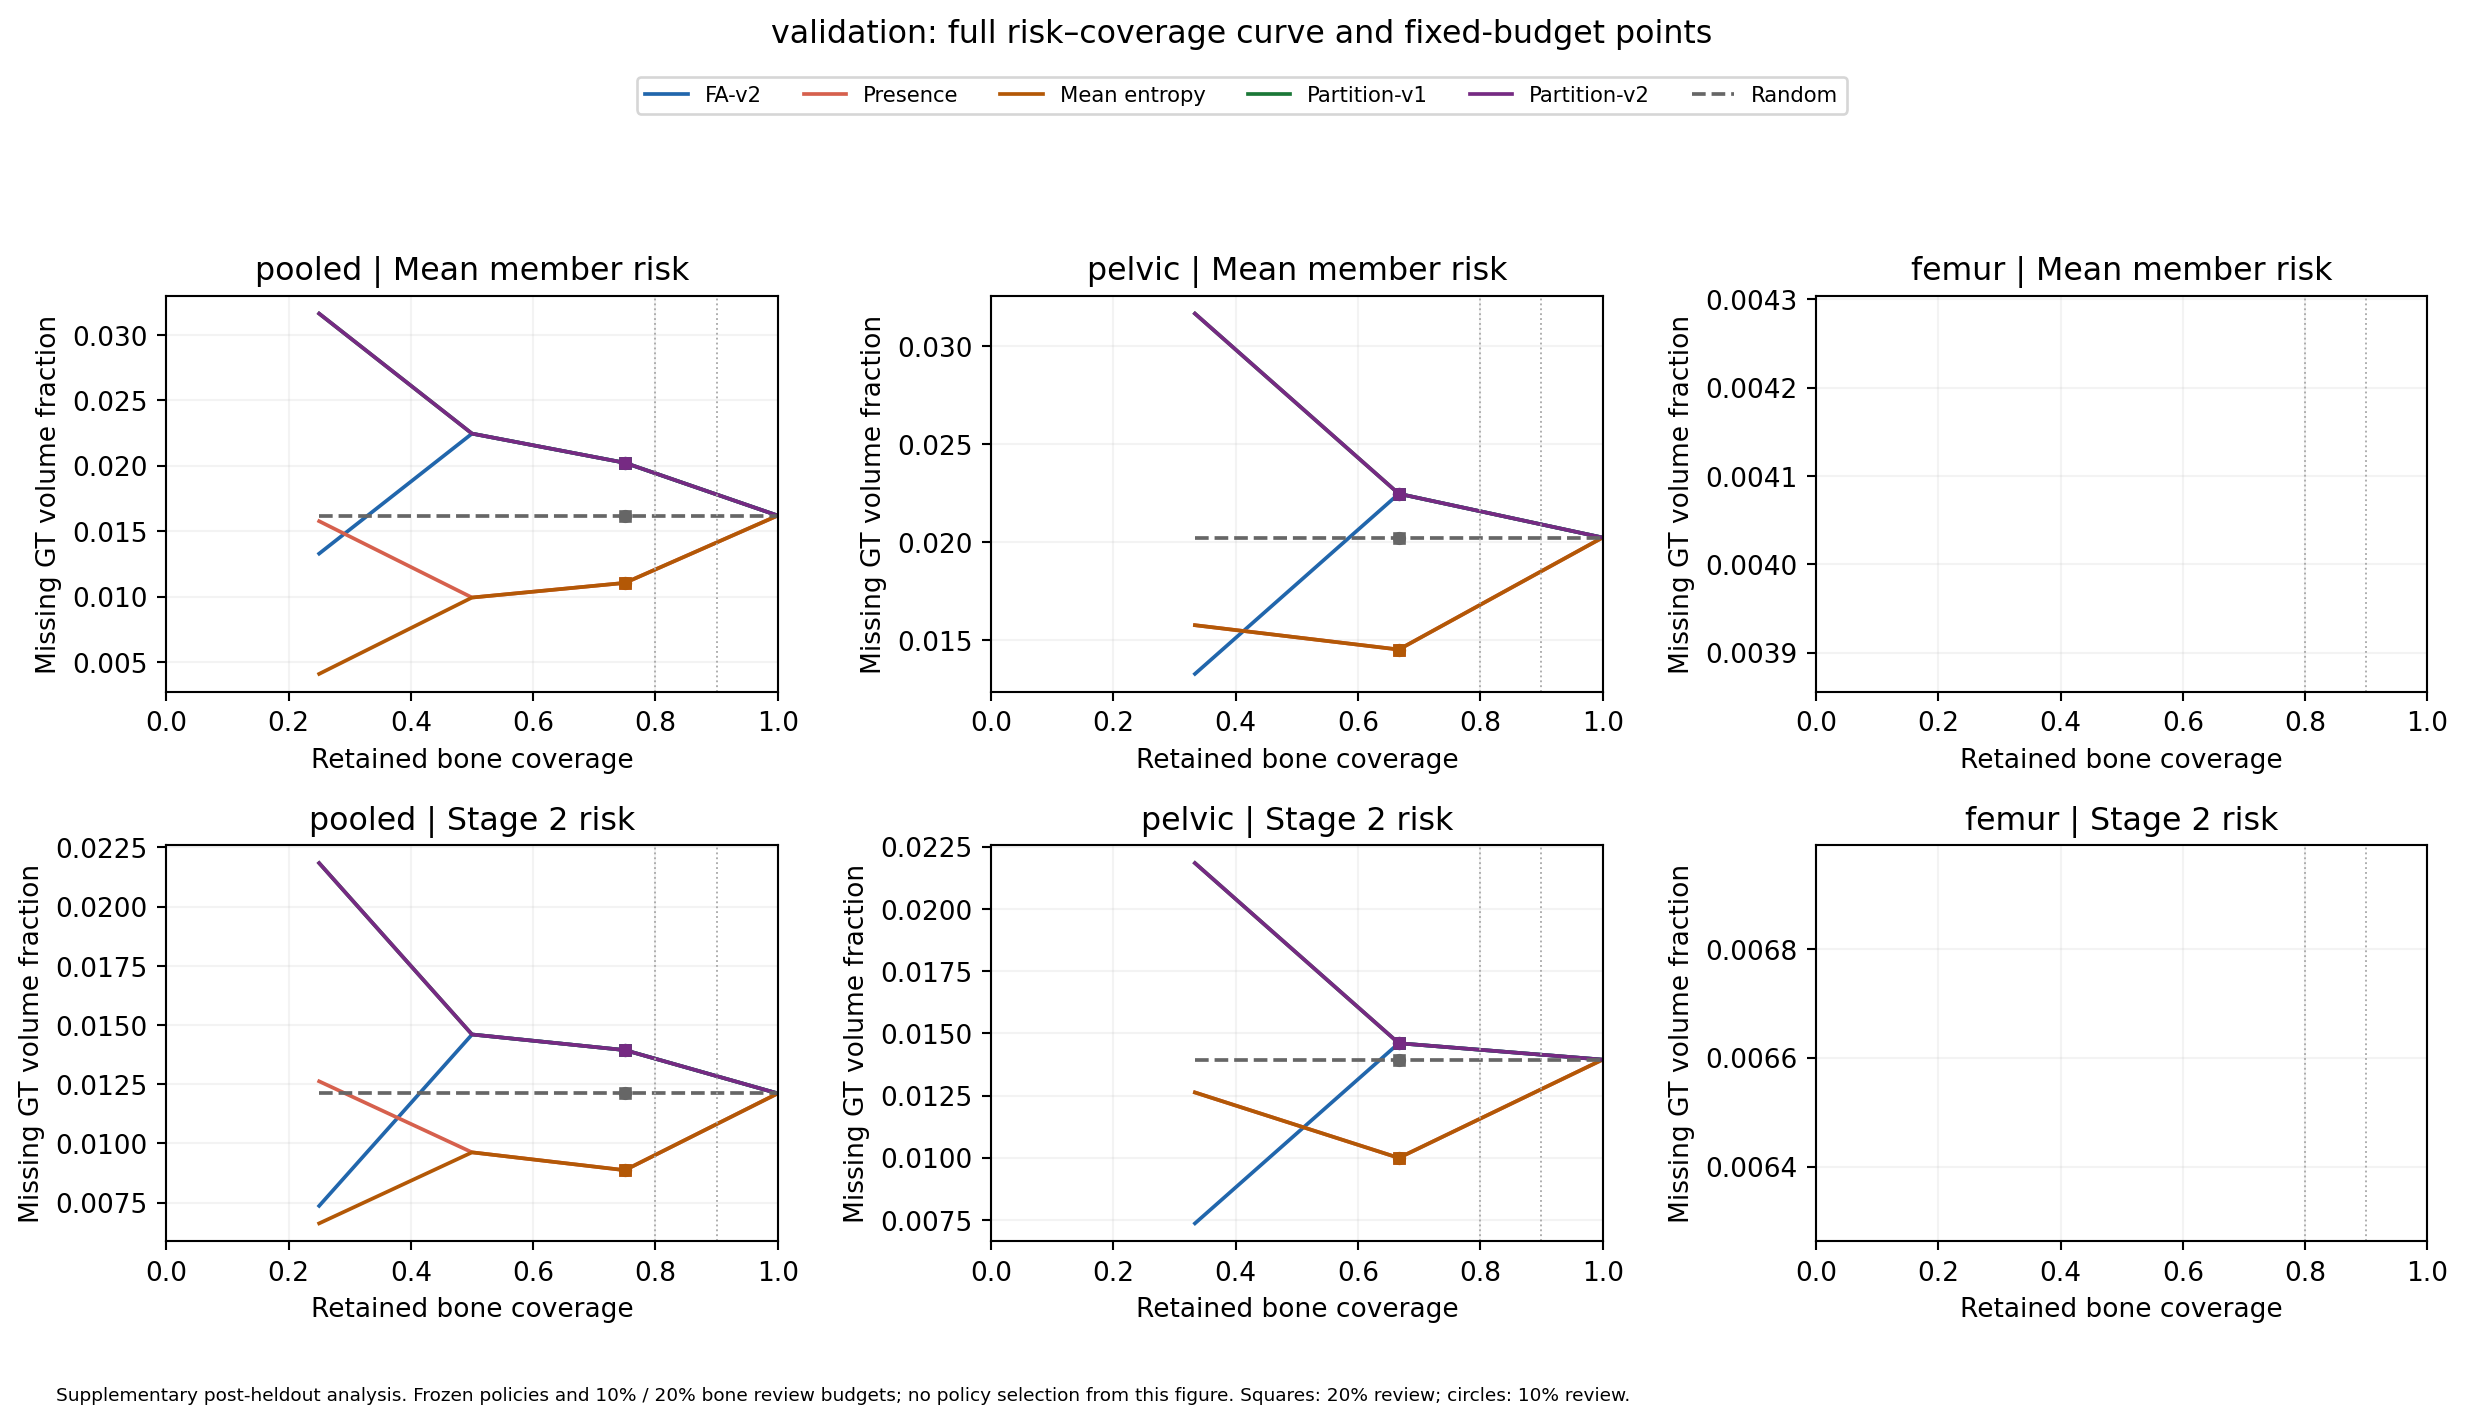 validation: full risk–coverage curve and fixed-budget points
FA-v2 Presence Mean entropy Partition-v1 Partition-v2 Random
pooled | Mean member risk
Missing GT volume fraction
0.030
0.025
0.020
0.015
0.010
0.005
0.0 0.2 0.4 0.6 0.8 1.0
Retained bone coverage
pelvic | Mean member risk
Missing GT volume fraction
0.030
0.025
0.020
0.015
0.0 0.2 0.4 0.6 0.8 1.0
Retained bone coverage
femur | Mean member risk
Missing GT volume fraction
0.0043
0.0042
0.0041
0.0040
0.0039
0.0 0.2 0.4 0.6 0.8 1.0
Retained bone coverage
pooled | Stage 2 risk
Missing GT volume fraction
0.0225
0.0200
0.0175
0.0150
0.0125
0.0100
0.0075
0.0 0.2 0.4 0.6 0.8 1.0
Retained bone coverage
pelvic | Stage 2 risk
Missing GT volume fraction
0.0225
0.0200
0.0175
0.0150
0.0125
0.0100
0.0075
0.0 0.2 0.4 0.6 0.8 1.0
Retained bone coverage
femur | Stage 2 risk
Missing GT volume fraction
0.0068
0.0066
0.0064
0.0 0.2 0.4 0.6 0.8 1.0
Retained bone coverage
Supplementary post-heldout analysis. Frozen policies and 10% / 20% bone review budgets; no policy selection from this figure. Squares: 20% review; circles: 10% review.